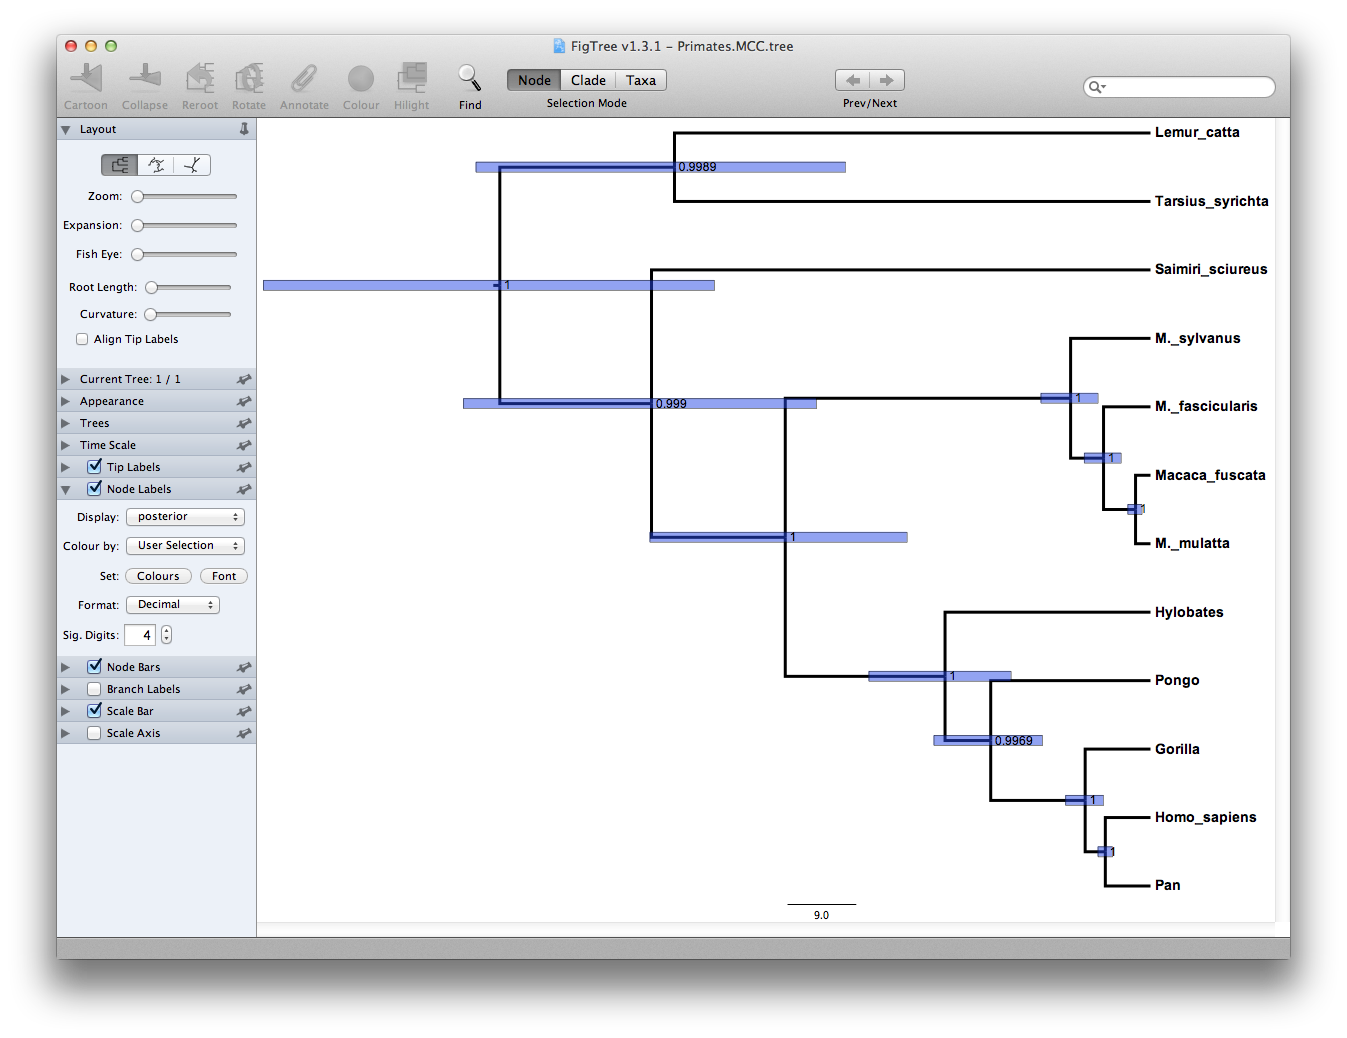 FigTree v1.3.1 – Primates.MCC.tree
Cartoon Collapse Reroot Rotate Annotate Colour Hilight Find
Node Clade Taxa
Selection Mode
Prev/Next
Layout
Zoom:
Expansion:
Fish Eye:
Root Length:
Curvature:
Align Tip Labels
Current Tree: 1 / 1
Appearance
Trees
Time Scale
Tip Labels
Node Labels
Display: posterior
Colour by: User Selection
Set: Colours Font
Format: Decimal
Sig. Digits: 4
Node Bars
Branch Labels
Scale Bar
Scale Axis
Lemur_catta
0.9989
Tarsius_syrichta
Saimiri_sciureus
1
M._sylvanus
1
0.999
M._fascicularis
1
Macaca_fuscata
1
1
M._mulatta
Hylobates
1
Pongo
0.9969
Gorilla
1
Homo_sapiens
1
Pan
9.0